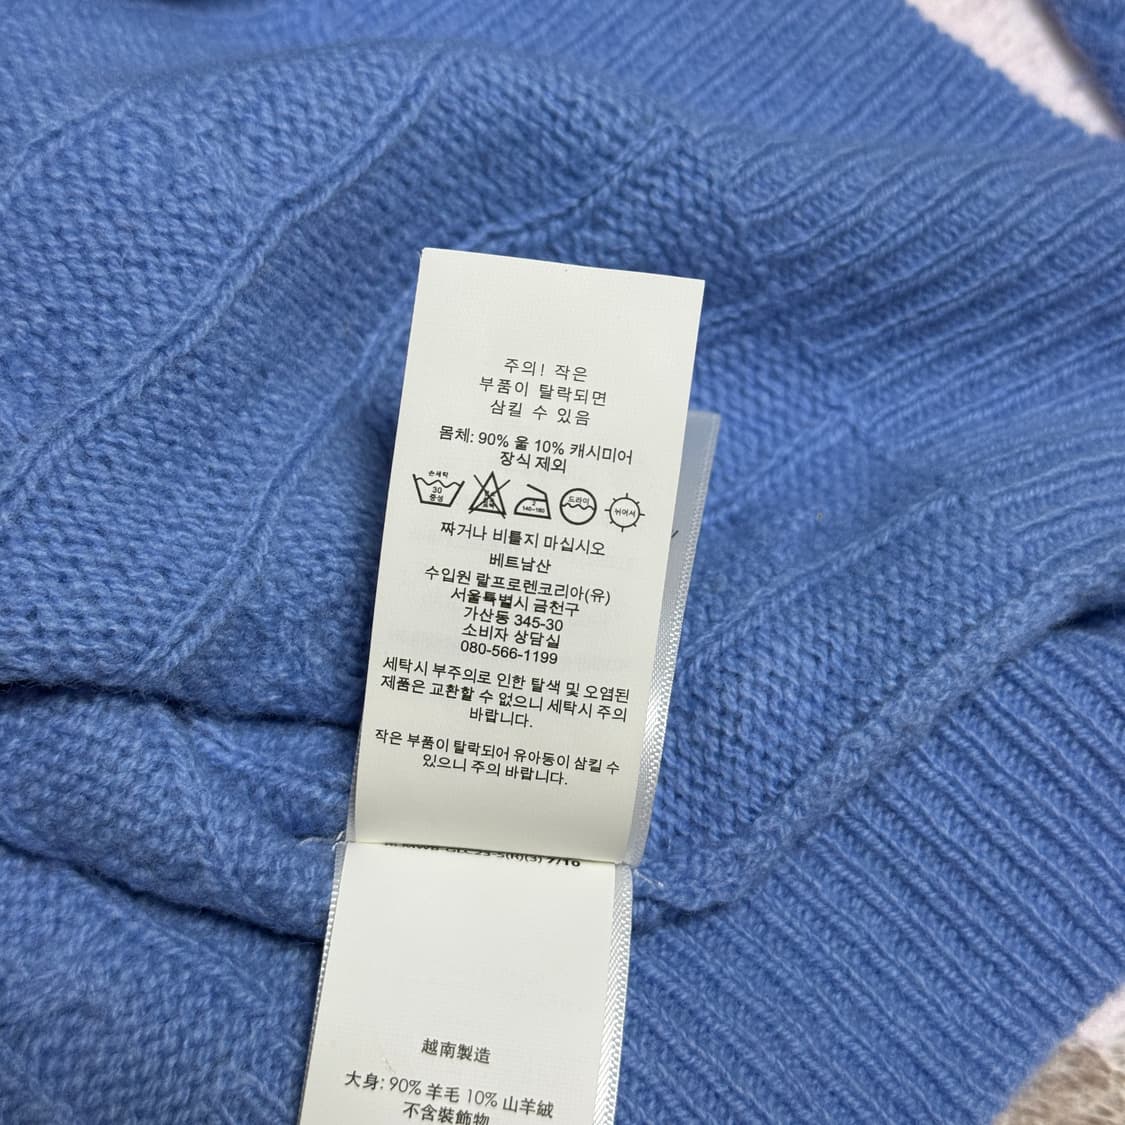 주의! 작은
부품이 탈락되면
삼킬 수 있음
몸체: 90% 울 10% 캐시미어
장식 제외
손세탁
30
중성
드라이
140~160
뉘어서
짜거나 비틀지 마십시오
베트남산
수입원 랄프로렌코리아(유)
서울특별시 금천구
가산동 345-30
소비자 상담실
080-566-1199
세탁시 부주의로 인한 탈색 및 오염된
제품은 교환할 수 없으니 세탁시 주의
바랍니다.
작은 부품이 탈락되어 유아동이 삼킬 수
있으니 주의 바랍니다.
9/10
越南製造
大身: 90% 羊毛 10% 山羊絨
不含裝飾物